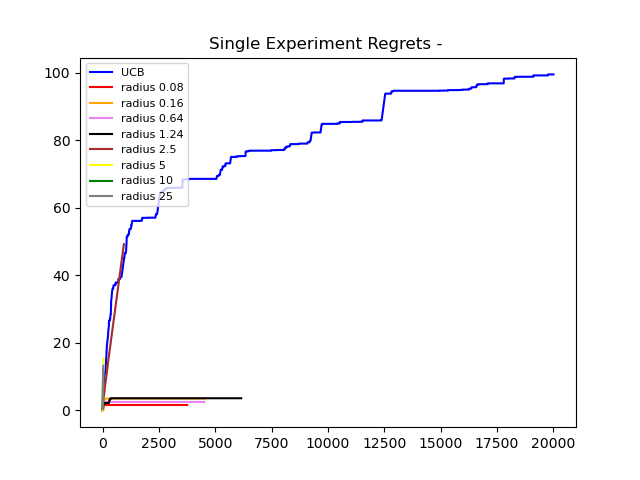 Single Experiment Regrets -
100
80
60
40
20
0
UCB
radius 0.08
radius 0.16
radius 0.64
radius 1.24
radius 2.5
radius 5
radius 10
radius 25
0 2500 5000 7500 10000 12500 15000 17500 20000